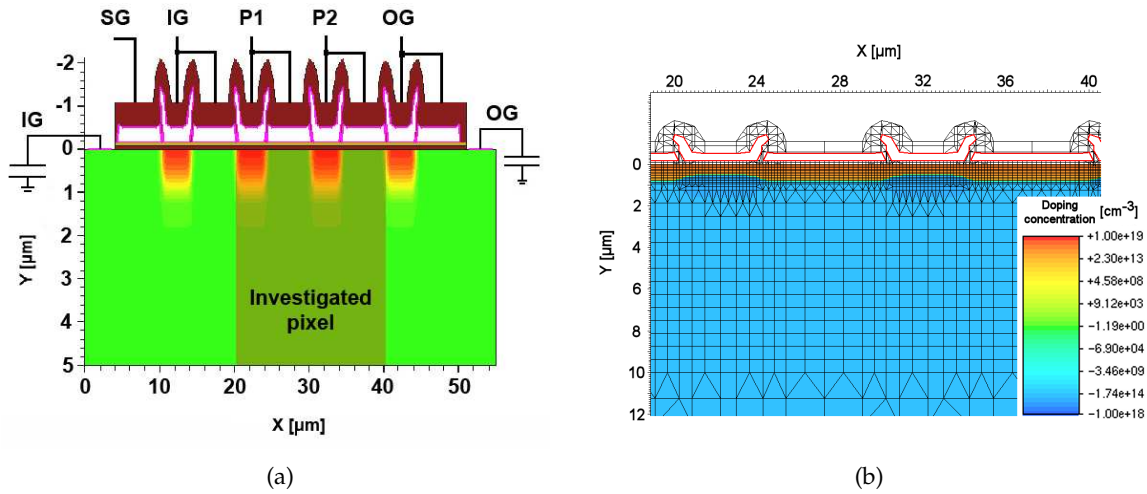 SG IG P1 P2 OG
-2
-1
0
1
2
3
4
5
IG
OG
Y [µm]
Investigated
pixel
0 10 20 30 40 50
X [µm]
(a)
X [µm]
20 24 28 32 36 40
0
2
4
6
8
10
12
Y [µm]
Doping
concentration [cm⁻³]
+1.00e+19
+2.30e+13
+4.58e+08
+9.12e+03
-1.19e+00
-6.90e+04
-3.46e+09
-1.74e+14
-1.00e+18
(b)